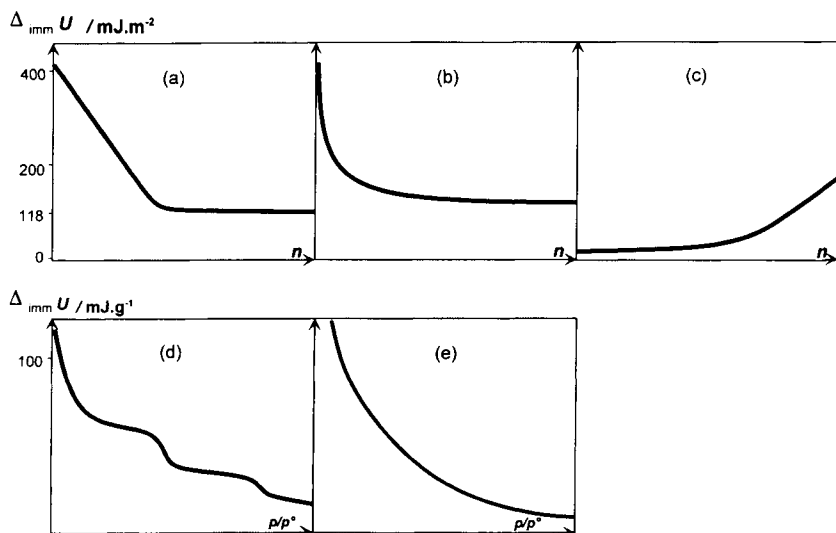 Δ imm U / mJ.m⁻²
(a)
(b)
(c)
400
200
118
0
n
n
n
Δ imm U / mJ.g⁻¹
(d)
(e)
100
p/p°
p/p°